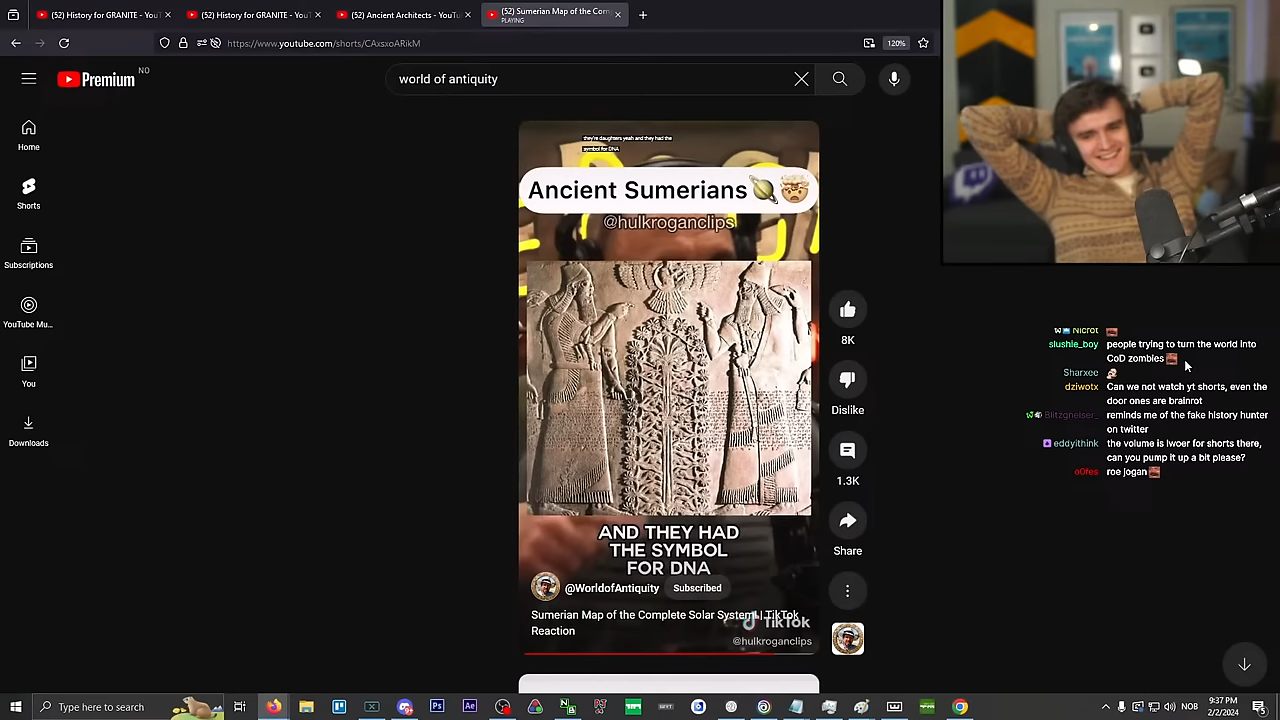 (52) History for GRANITE - YouT
(52) History for GRANITE - YouT
(52) Ancient Architects - YouTu
(52) Sumerian Map of the Com
PLAYING
https://www.youtube.com/shorts/CAxsxoARikM
120%
Premium NO
world of antiquity
Home
Shorts
Subscriptions
YouTube Mu...
You
Downloads
they're daughters yeah and they had the
symbol for DNA
Ancient Sumerians
@hulkroganclips
AND THEY HAD
THE SYMBOL
FOR DNA
@WorldofAntiquity Subscribed
Sumerian Map of the Complete Solar System! | TikTok
Reaction
TikTok
@hulkroganclips
8K
Dislike
1.3K
Share
Nicrot
slushie_boy people trying to turn the world into
CoD zombies
Sharxee
dziwotx Can we not watch yt shorts, even the
door ones are brainrot
reminds me of the fake history hunter
on twitter
eddythink the volume is lwoer for shorts there,
can you pump it up a bit please?
o0fes roe jogan
Type here to search
NOB
9:37 PM
2/2/2024